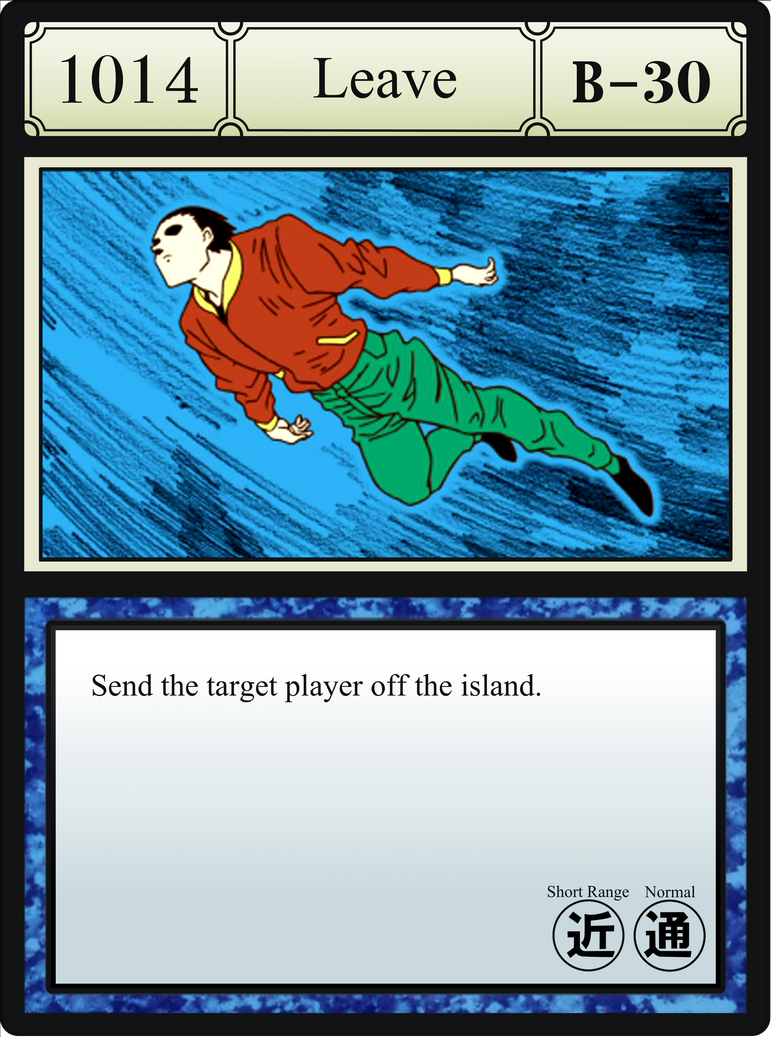 1014 Leave B-30
Send the target player off the island.
Short Range Normal
近 通